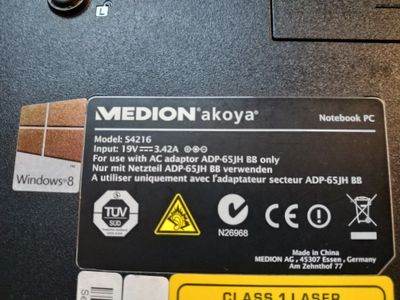 L
MEDION® akoya®
Notebook PC
Model: S4216
Input: 19V 3.42A
For use with AC adaptor ADP-65JH BB only
Nur mit Netzteil ADP-65JH BB verwenden
A utiliser uniquement avec l'adaptateur secteur ADP-65JH BB
Windows®8
TÜV
SÜD
CE
N26968
Made in China
MEDION AG , 45307 Essen , Germany
Am Zehnthof 77
CLASS 1 LASER